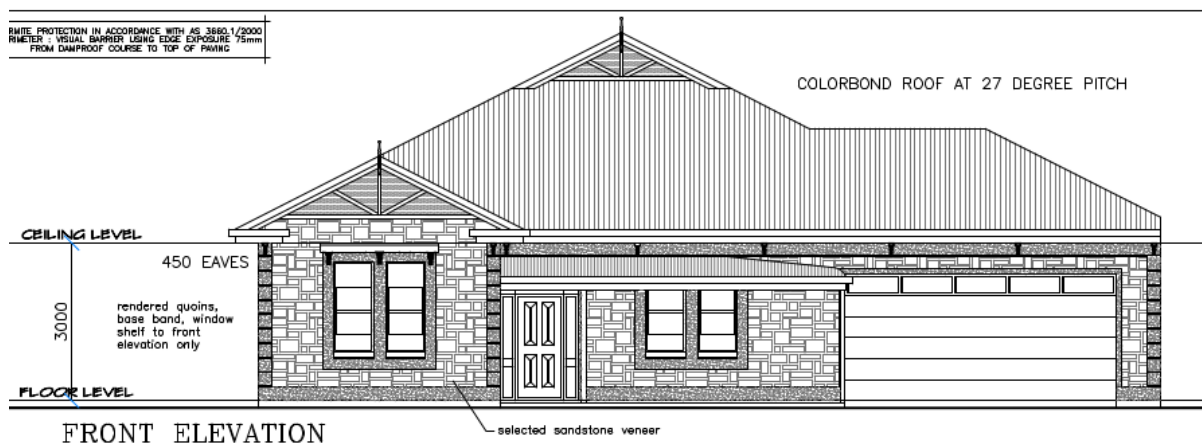 RMITE PROTECTION IN ACCORDANCE WITH AS 3660.1/2000
RIMETER : VISUAL BARRIER USING EDGE EXPOSURE 75mm
FROM DAMPROOF COURSE TO TOP OF PAVING
COLORBOND ROOF AT 27 DEGREE PITCH
CEILING LEVEL
450 EAVES
3000
rendered quoins,
base band, window
shelf to front
elevation only
FLOOR LEVEL
FRONT ELEVATION
selected sandstone veneer